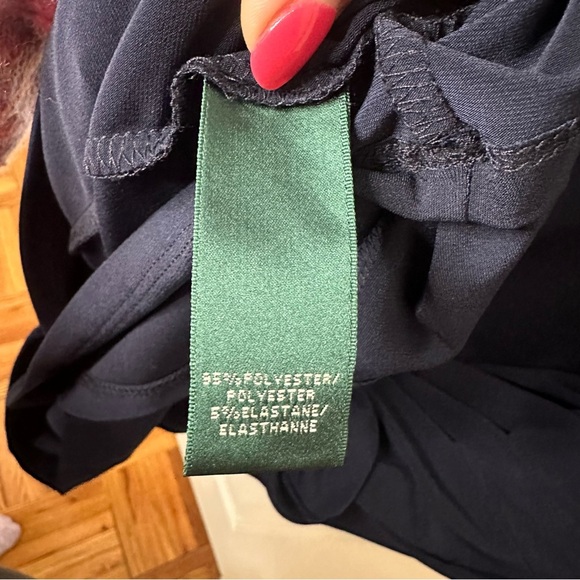 95% POLYESTER/
POLYESTER
5% ELASTANE/
ELASTHANNE